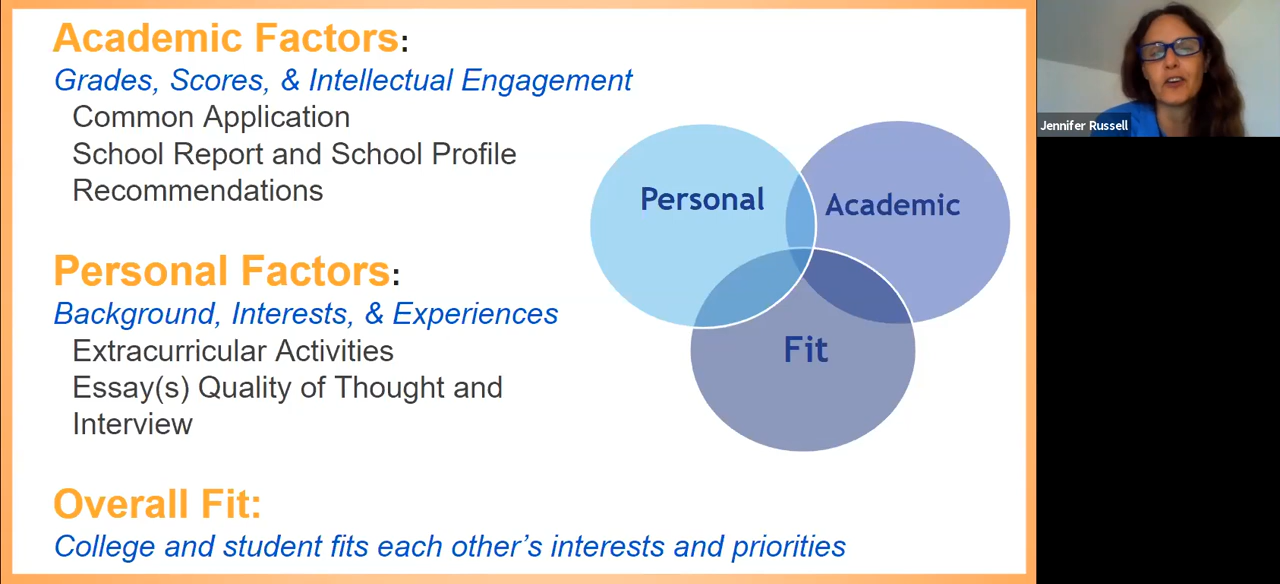 Academic Factors:
Grades, Scores, & Intellectual Engagement
Common Application
School Report and School Profile
Recommendations
Personal Factors:
Background, Interests, & Experiences
Extracurricular Activities
Essay(s) Quality of Thought and
Interview
Overall Fit:
College and student fits each other’s interests and priorities
Personal
Academic
Fit
Jennifer Russell